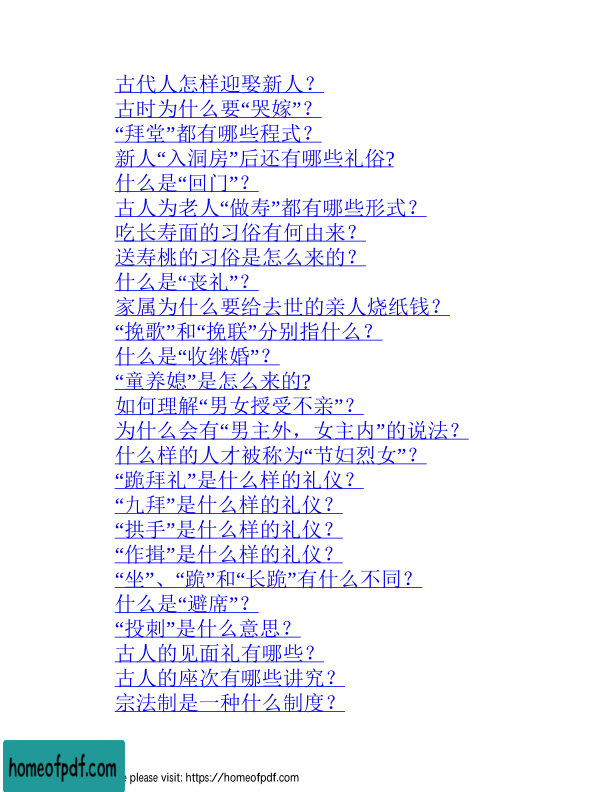 古代人怎样迎娶新人？
古时为什么要“哭嫁”？
“拜堂”都有哪些程式？
新人“入洞房”后还有哪些礼俗?
什么是“回门”？
古人为老人“做寿”都有哪些形式？
吃长寿面的习俗有何由来？
送寿桃的习俗是怎么来的？
什么是“丧礼”？
家属为什么要给去世的亲人烧纸钱？
“挽歌”和“挽联”分别指什么？
什么是“收继婚”？
“童养媳”是怎么来的?
如何理解“男女授受不亲”？
为什么会有“男主外，女主内”的说法？
什么样的人才被称为“节妇烈女”？
“跪拜礼”是什么样的礼仪？
“九拜”是什么样的礼仪？
“拱手”是什么样的礼仪？
“作揖”是什么样的礼仪？
“坐”、“跪”和“长跪”有什么不同？
什么是“避席”？
“投刺”是什么意思？
古人的见面礼有哪些？
古人的座次有哪些讲究？
宗法制是一种什么制度？
homeofpdf.com
e please visit: https://homeofpdf.com